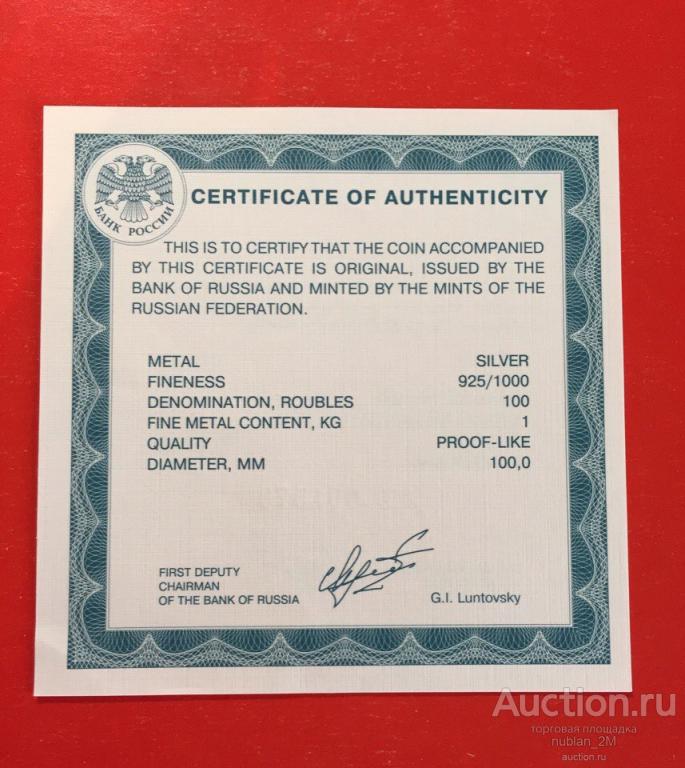 БАНК РОССИИ
CERTIFICATE OF AUTHENTICITY
THIS IS TO CERTIFY THAT THE COIN ACCOMPANIED
BY THIS CERTIFICATE IS ORIGINAL, ISSUED BY THE
BANK OF RUSSIA AND MINTED BY THE MINTS OF THE
RUSSIAN FEDERATION.
METAL SILVER
FINENESS 925/1000
DENOMINATION, ROUBLES 100
FINE METAL CONTENT, KG 1
QUALITY PROOF-LIKE
DIAMETER, MM 100,0
FIRST DEPUTY
CHAIRMAN
OF THE BANK OF RUSSIA G.I. Luntovsky
Auction.ru
торговая площадка
nublan_2M
auction.ru